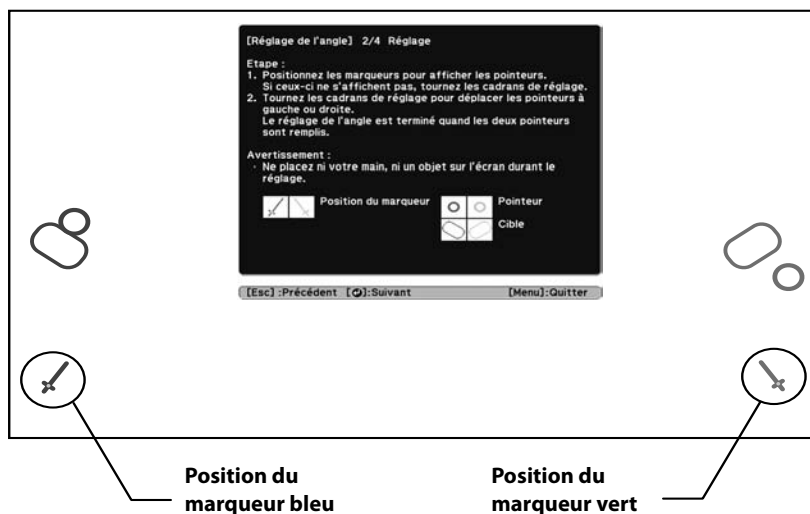 [Réglage de l'angle] 2/4 Réglage
Etape :
1. Positionnez les marqueurs pour afficher les pointeurs.
Si ceux-ci ne s'affichent pas, tournez les cadrans de réglage.
2. Tournez les cadrans de réglage pour déplacer les pointeurs à
gauche ou droite.
Le réglage de l'angle est terminé quand les deux pointeurs
sont remplis.
Avertissement :
· Ne placez ni votre main, ni un objet sur l'écran durant le
réglage.
Position du marqueur
Pointeur
Cible
[Esc] :Précédent [↵]:Suivant [Menu]:Quitter
Position du
marqueur bleu
Position du
marqueur vert